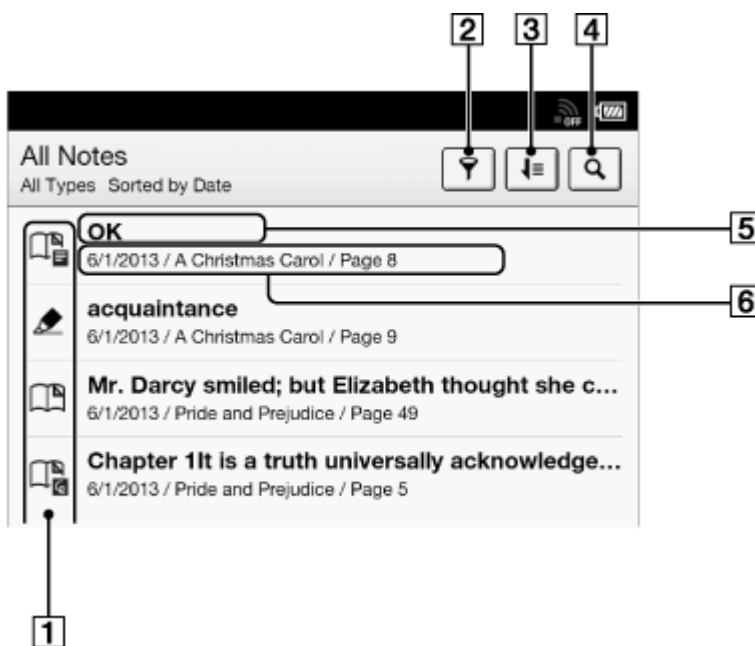 2 3 4
OFF
All Notes
All Types Sorted by Date
OK
5
6/1/2013 / A Christmas Carol / Page 8
6
acquaintance
6/1/2013 / A Christmas Carol / Page 9
Mr. Darcy smiled; but Elizabeth thought she c...
6/1/2013 / Pride and Prejudice / Page 49
Chapter 1It is a truth universally acknowledge...
6/1/2013 / Pride and Prejudice / Page 5
1